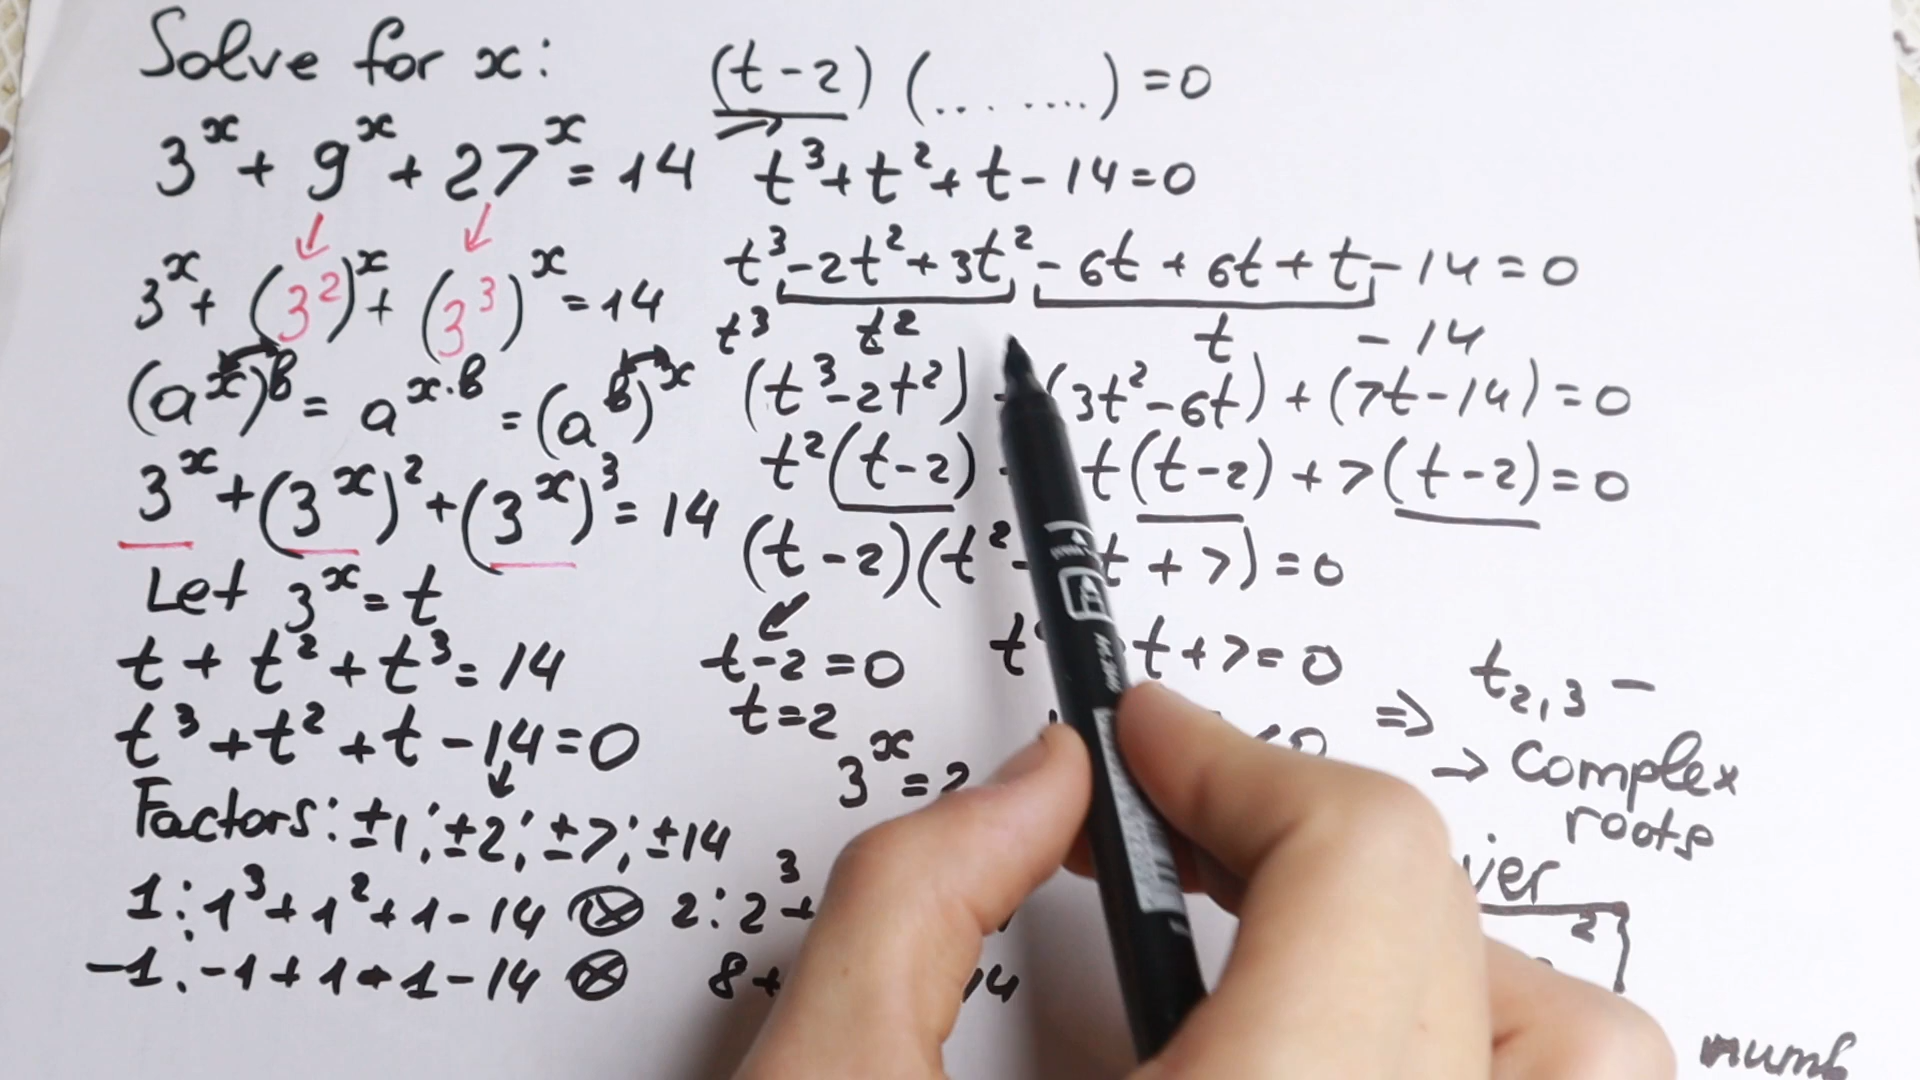 Solve for x:
3^x + 9^x + 27^x = 14
3^x + (3^2)^x + (3^3)^x = 14
(a^x)^b = a^{x·b} = (a^b)^x
3^x + (3^x)^2 + (3^x)^3 = 14
Let 3^x = t
t + t^2 + t^3 = 14
t^3 + t^2 + t - 14 = 0
Factors: ±1; ±2; ±7; ±14
1: 1^3 + 1^2 + 1 - 14 ⊗
-1: -1 + 1 + 1 - 14 ⊗
2: 2^3 +
8 + 14
(t - 2) (... ....) = 0
t^3 + t^2 + t - 14 = 0
t^3 - 2t^2 + 3t^2 - 6t + 6t + t - 14 = 0
t^3 t^2 t - 14
(t^3 - 2t^2) (3t^2 - 6t) + (7t - 14) = 0
t^2 (t - 2) t (t - 2) + 7 (t - 2) = 0
(t - 2)(t^2 t + 7) = 0
t - 2 = 0
t = 2
3^x = 2
t t + 7 = 0
<0 ⇒ t_{2,3} -
→ complex
roots
2